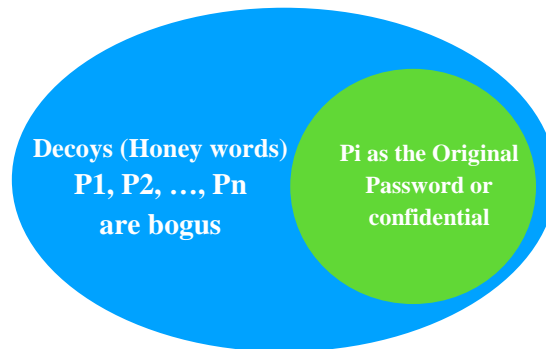 Decoys (Honey words)
P1, P2, …, Pn
are bogus
Pi as the Original
Password or
confidential